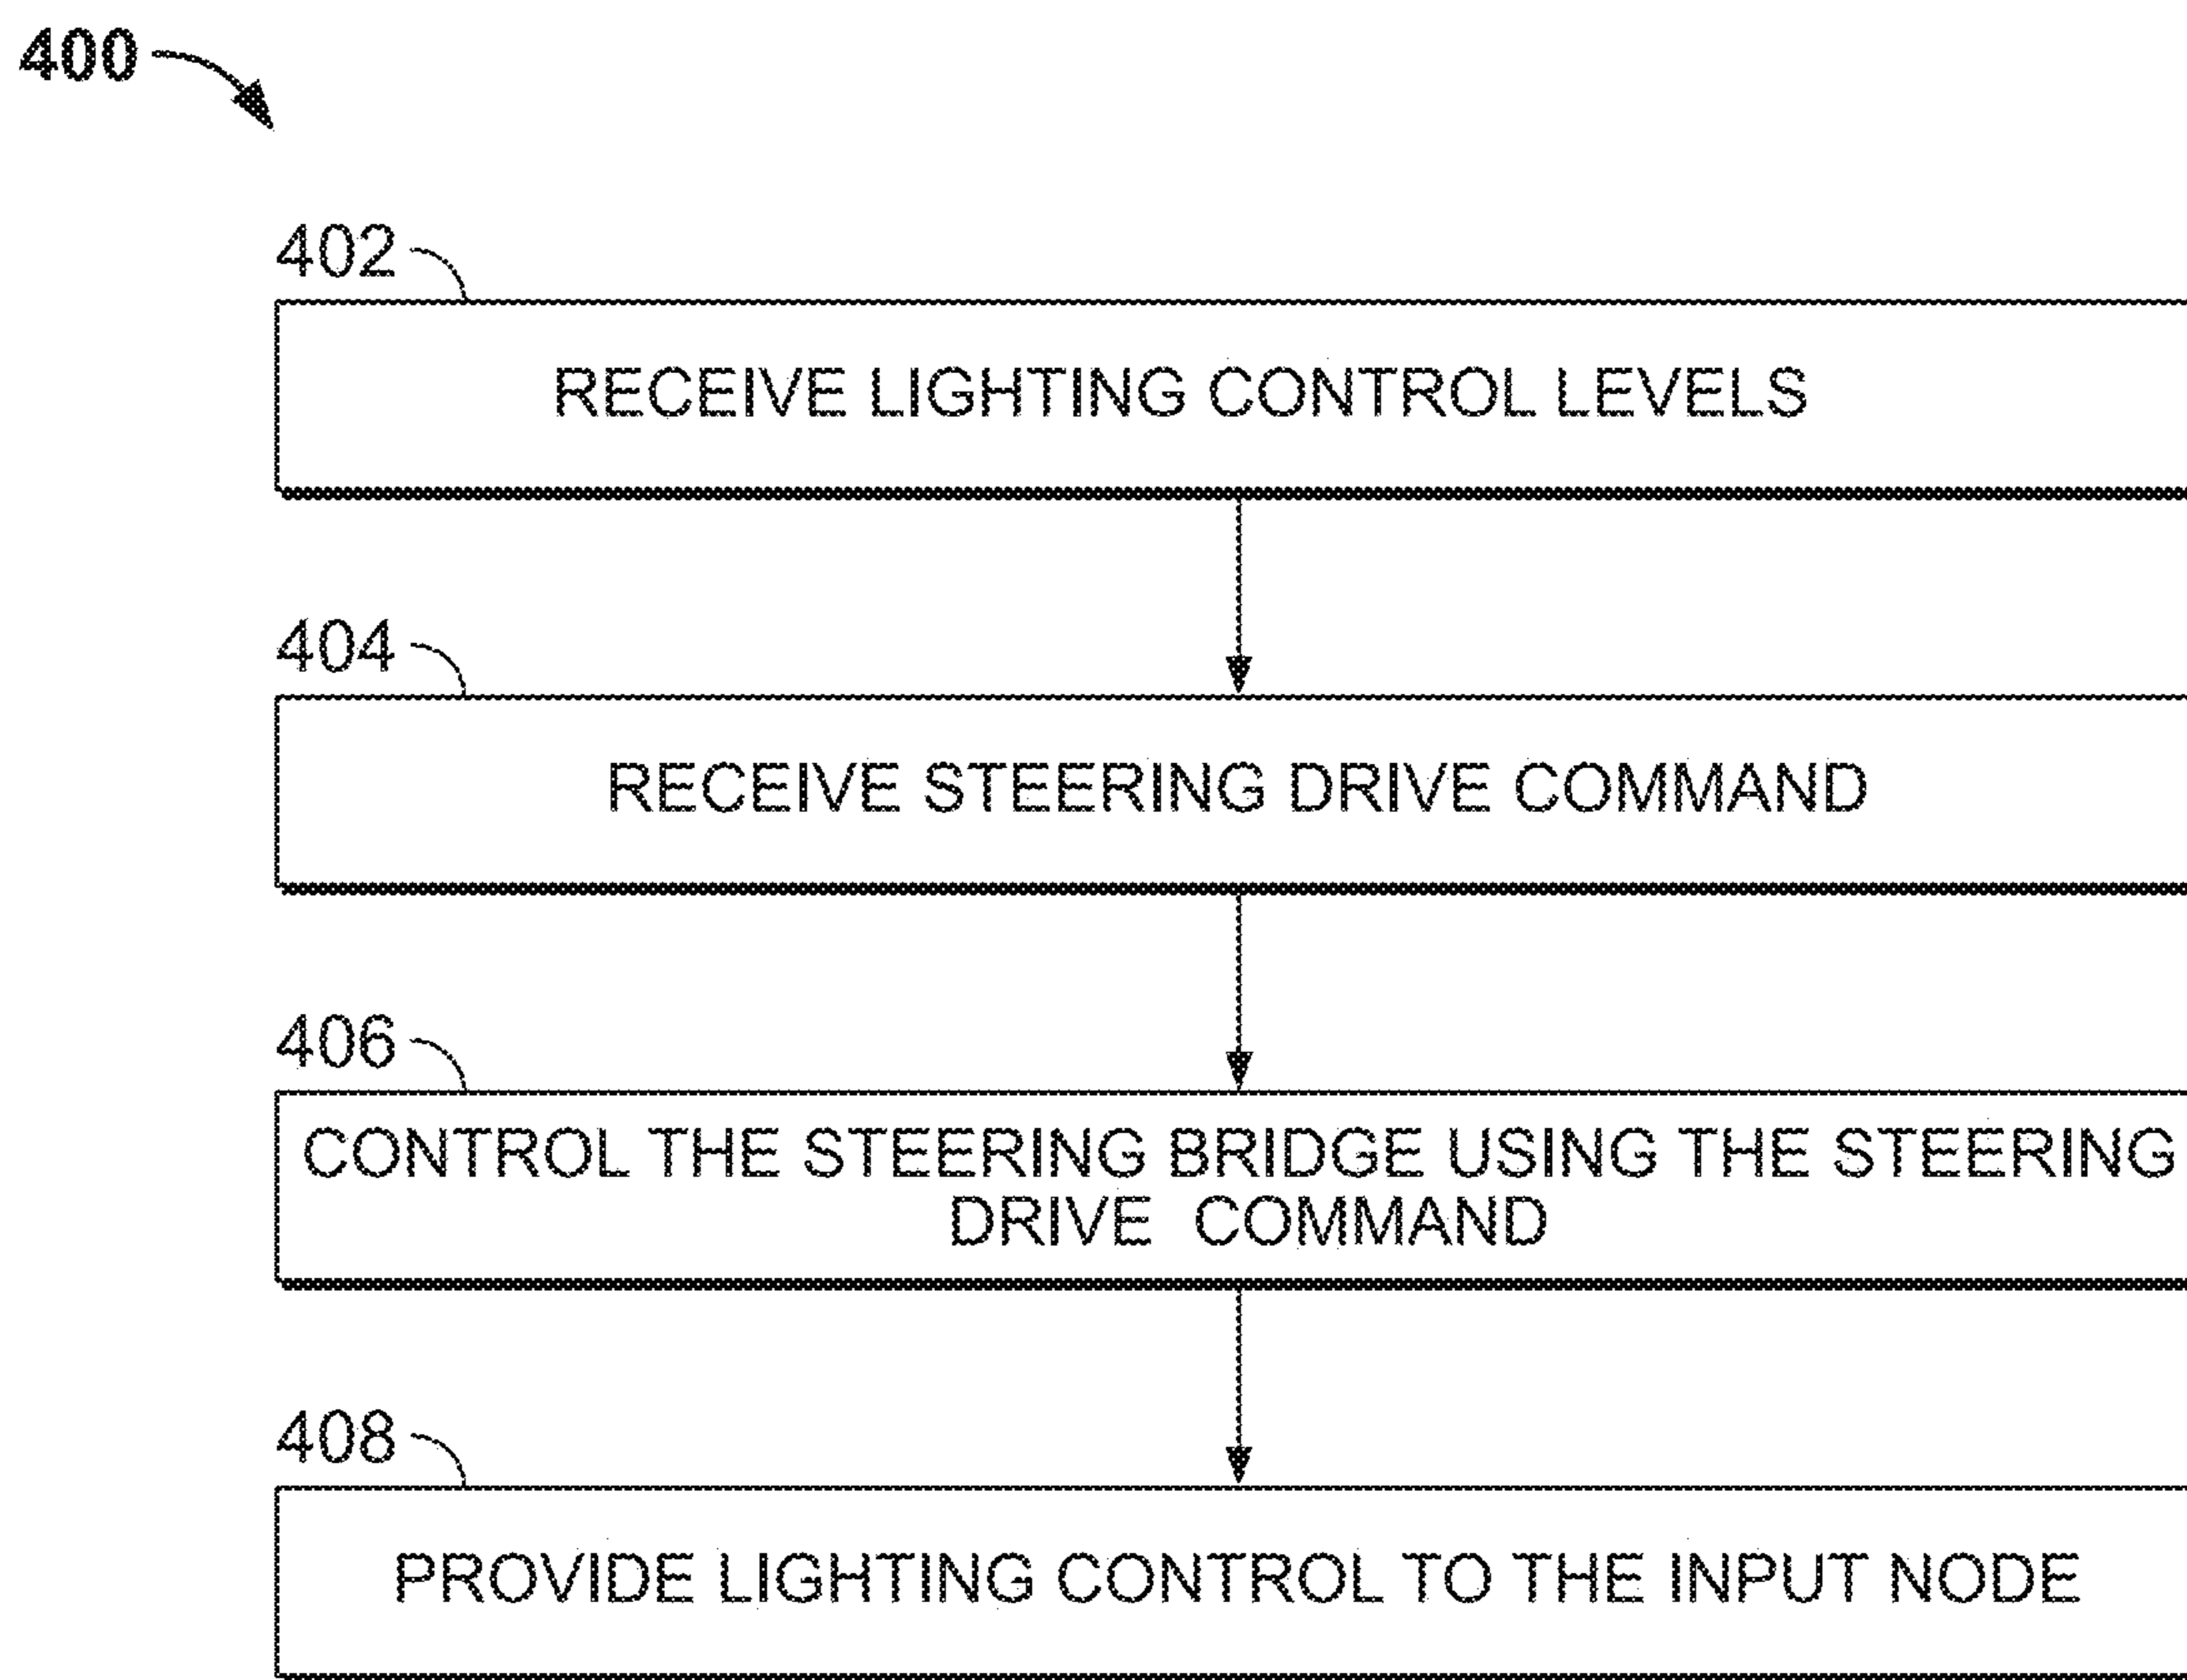 400
402
RECEIVE LIGHTING CONTROL LEVELS
404
RECEIVE STEERING DRIVE COMMAND
406
CONTROL THE STEERING BRIDGE USING THE STEERING
DRIVE COMMAND
408
PROVIDE LIGHTING CONTROL TO THE INPUT NODE